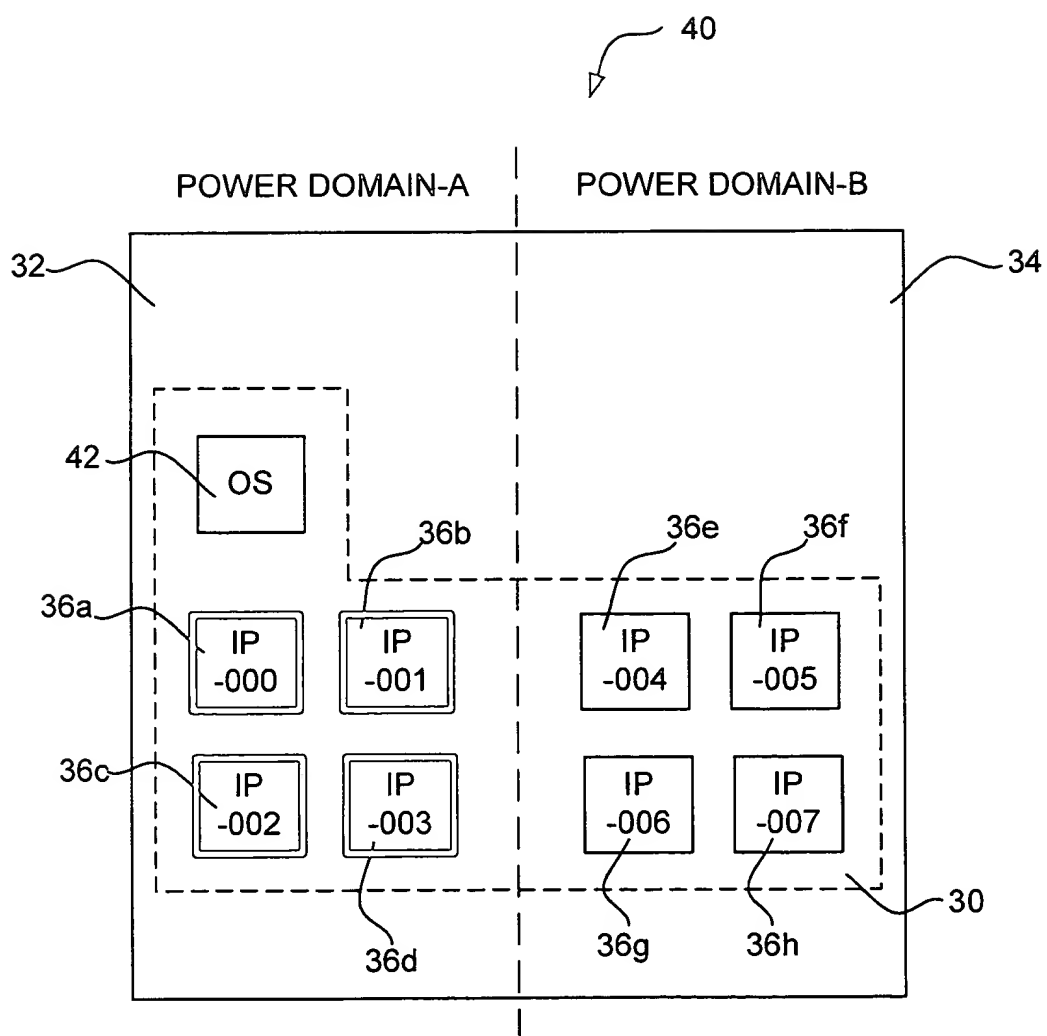 40
POWER DOMAIN-A
POWER DOMAIN-B
32
34
42
OS
36b
36e
36f
36a
IP
-000
IP
-001
IP
-004
IP
-005
36c
IP
-002
IP
-003
IP
-006
IP
-007
30
36d
36g
36h